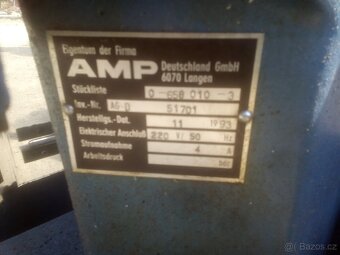 Eigentum der Firma
AMP Deutschland GmbH
6070 Langen
Stückliste 0-658 010-3
Inv.-Nr. AG D 51701
Herstellgs.-Dat. 11 1993
Elektrischer Anschluß 220 V/ 50 Hz
Stromaufnahme 4 A
Arbeitsdruck bar
Bazos.cz